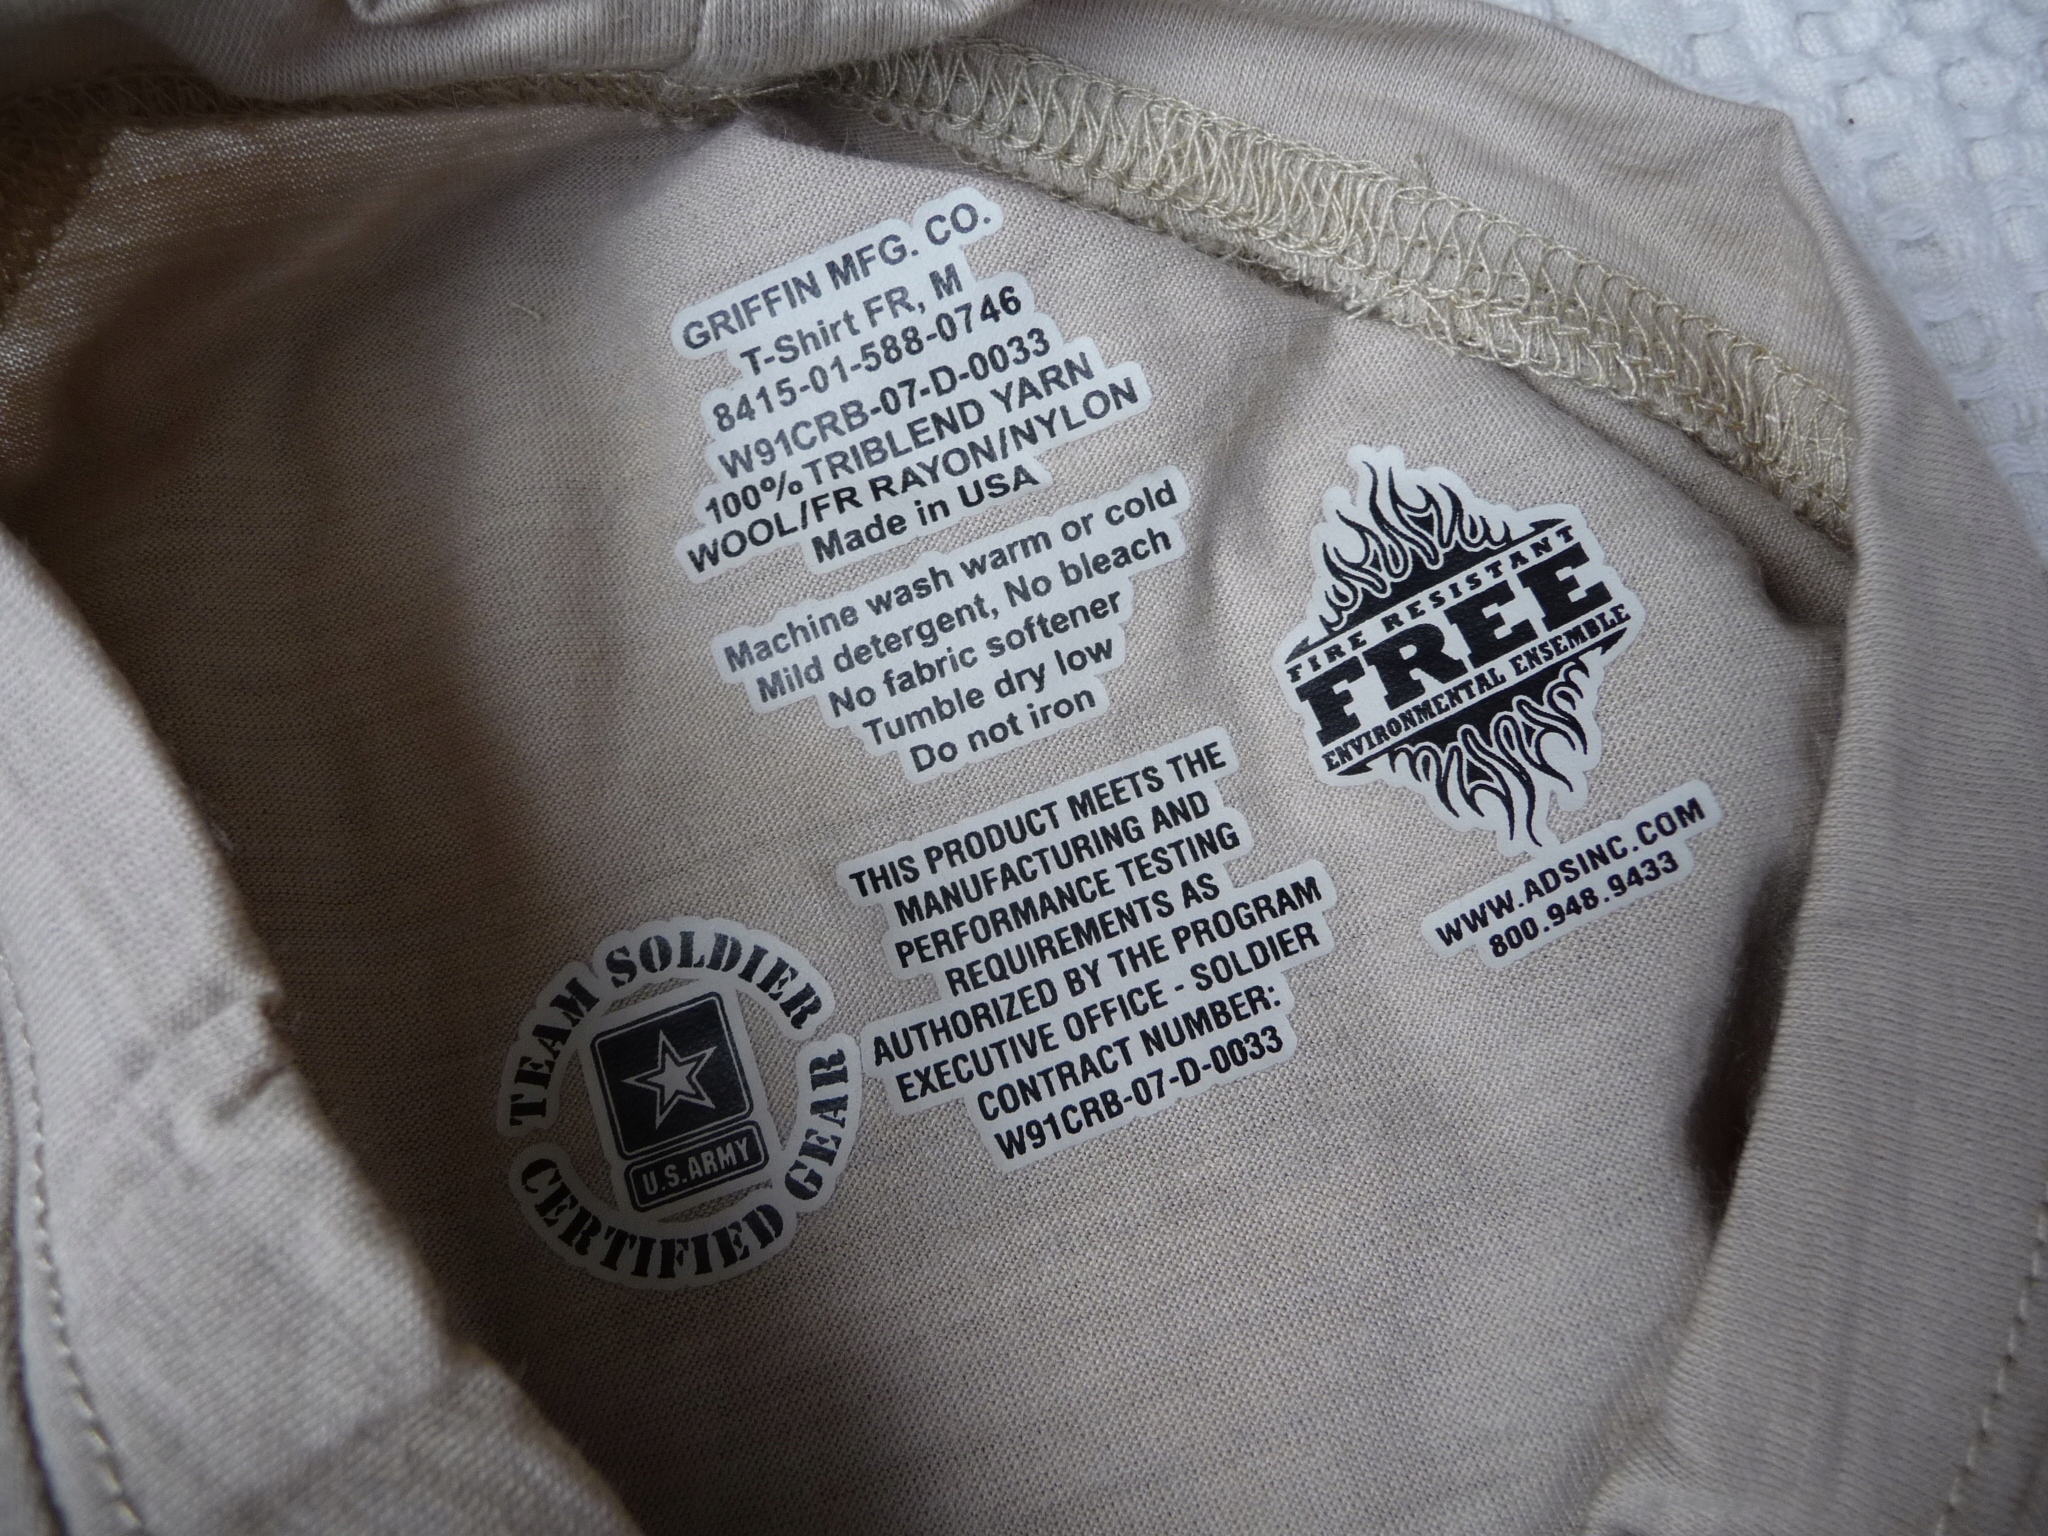 GRIFFIN MFG. CO.
T-Shirt FR, M
8415-01-588-0746
W91CRB-07-D-0033
100% TRIBLEND YARN
WOOL/FR RAYON/NYLON
Made in USA
Machine wash warm or cold
Mild detergent, No bleach
No fabric softener
Tumble dry low
Do not iron
FIRE RESISTANT
FREE
ENVIRONMENTAL ENSEMBLE
WWW.ADSINC.COM
800.948.9433
THIS PRODUCT MEETS THE
MANUFACTURING AND
PERFORMANCE TESTING
REQUIREMENTS AS
AUTHORIZED BY THE PROGRAM
EXECUTIVE OFFICE - SOLDIER
CONTRACT NUMBER:
W91CRB-07-D-0033
TEAM SOLDIER
U.S.ARMY
CERTIFIED GEAR